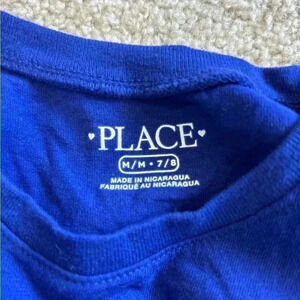 ♥PLACE♥
M/M • 7/8
MADE IN NICARAGUA
FABRIQUÉ AU NICARAGUA